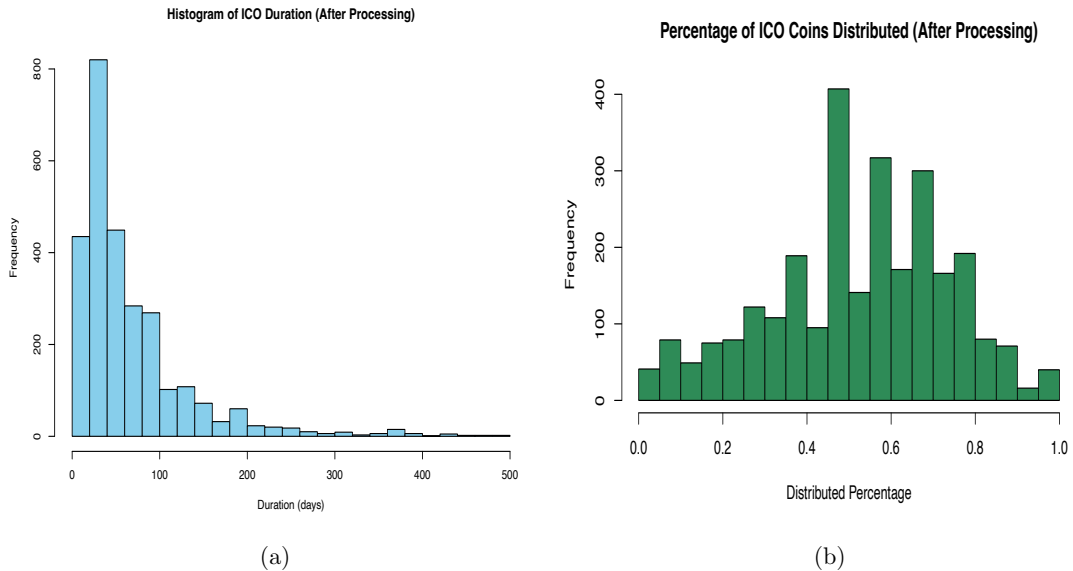 Histogram of ICO Duration (After Processing)
Frequency
0
200
400
600
800
0 100 200 300 400 500
Duration (days)
(a)
Percentage of ICO Coins Distributed (After Processing)
Frequency
0
100
200
300
400
0.0 0.2 0.4 0.6 0.8 1.0
Distributed Percentage
(b)